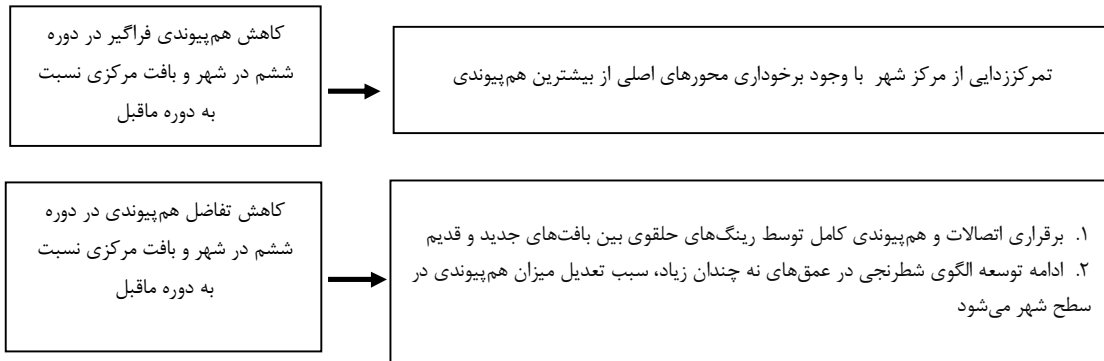 کاهش هم‌پیوندی فراگیر در دوره
ششم در شهر و بافت مرکزی نسبت
به دوره ماقبل
تمرکززدایی از مرکز شهر با وجود برخوداری محورهای اصلی از بیشترین هم‌پیوندی
کاهش تفاضل هم‌پیوندی در دوره
ششم در شهر و بافت مرکزی نسبت
به دوره ماقبل
۱. برقراری اتصالات و هم‌پیوندی کامل توسط رینگ‌های حلقوی بین بافت‌های جدید و قدیم
۲. ادامه توسعه الگوی شطرنجی در عمق‌های نه چندان زیاد، سبب تعدیل میزان هم‌پیوندی در
سطح شهر می‌شود